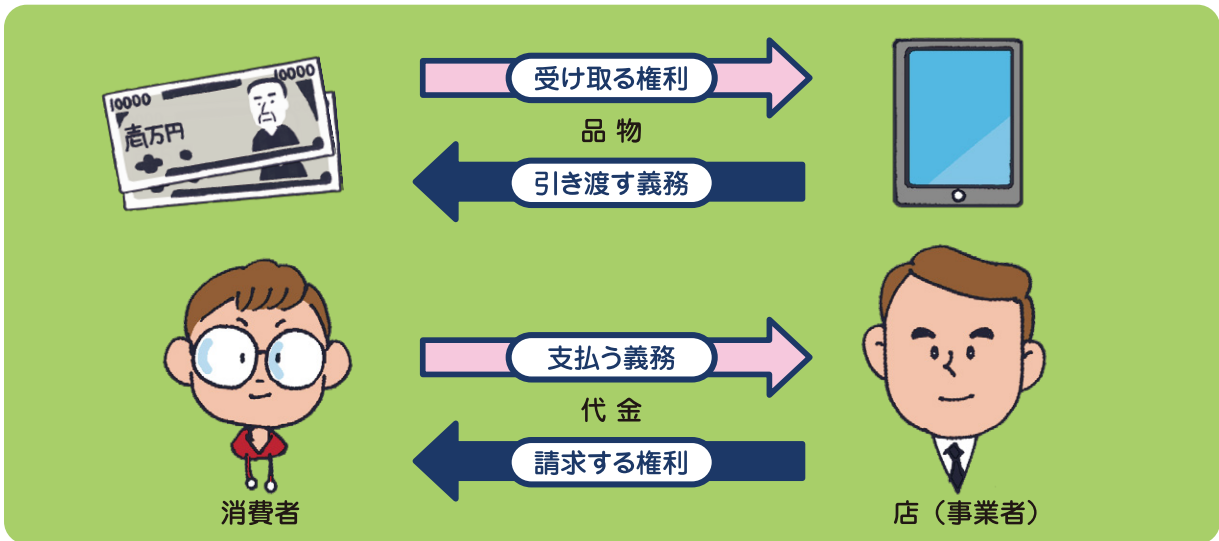 受け取る権利
品物
引き渡す義務
10000
10000
壱万円
支払う義務
代金
請求する権利
消費者
店（事業者）